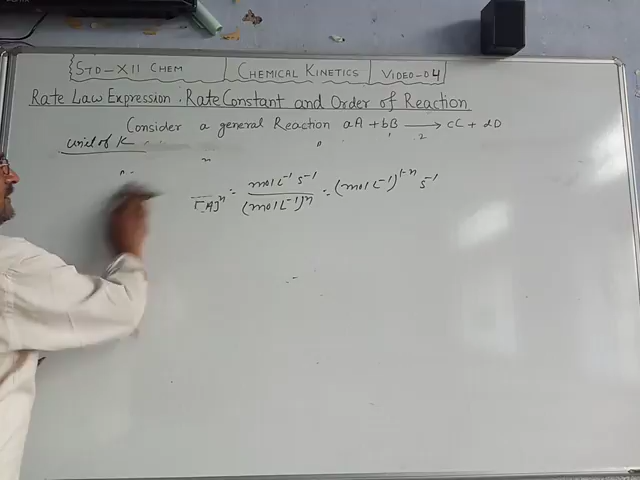 STD-XII CHEM CHEMICAL KINETICS VIDEO-04
Rate Law Expression, Rate Constant and Order of Reaction
Consider a general Reaction aA + bB ⟶ cC + dD
Unit of K
n
[A]ⁿ = mol L⁻¹ s⁻¹ / (mol L⁻¹)ⁿ = (mol L⁻¹)¹⁻ⁿ s⁻¹